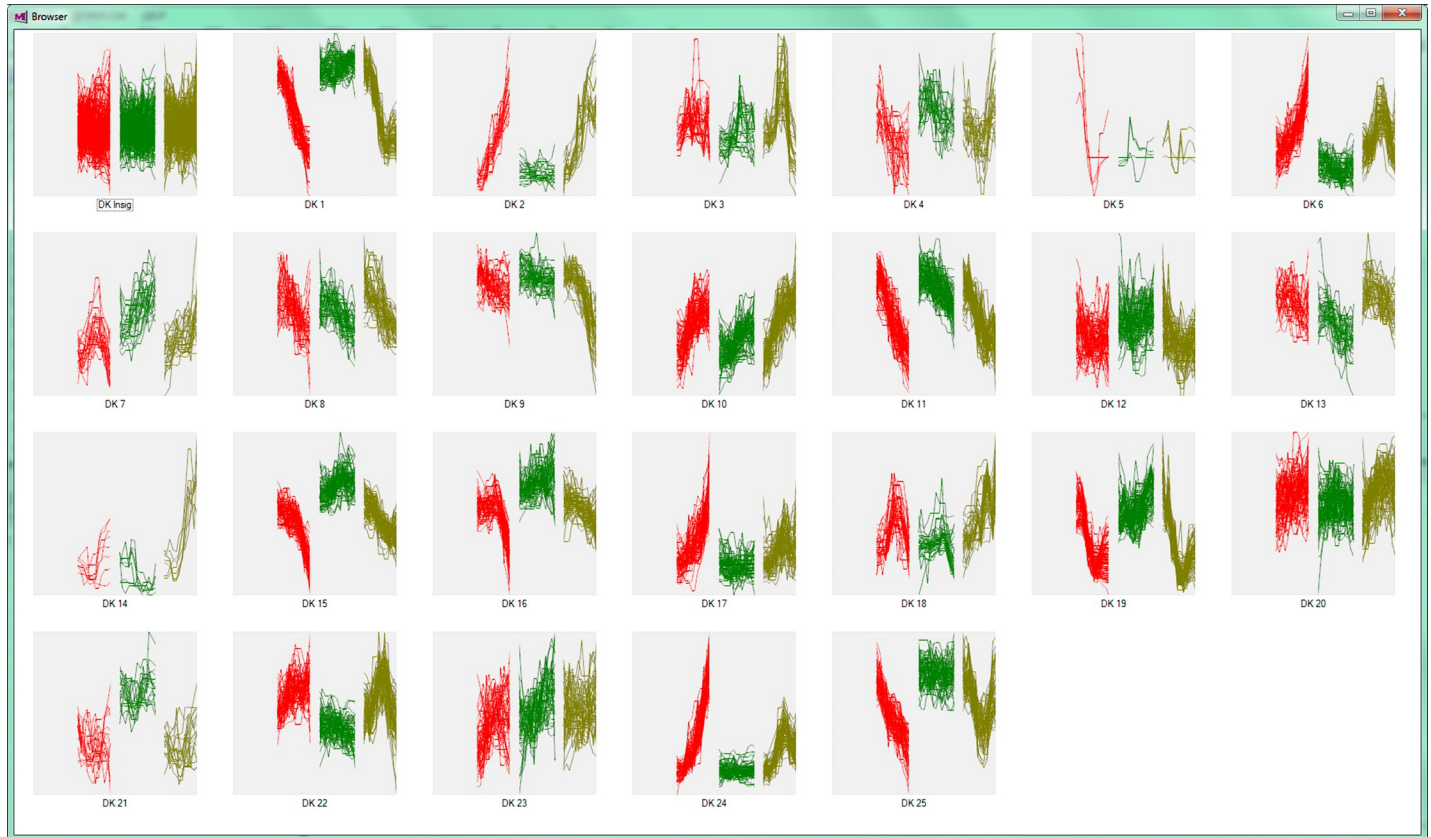 Browser
DK Insig
DK 1
DK 2
DK 3
DK 4
DK 5
DK 6
DK 7
DK 8
DK 9
DK 10
DK 11
DK 12
DK 13
DK 14
DK 15
DK 16
DK 17
DK 18
DK 19
DK 20
DK 21
DK 22
DK 23
DK 24
DK 25